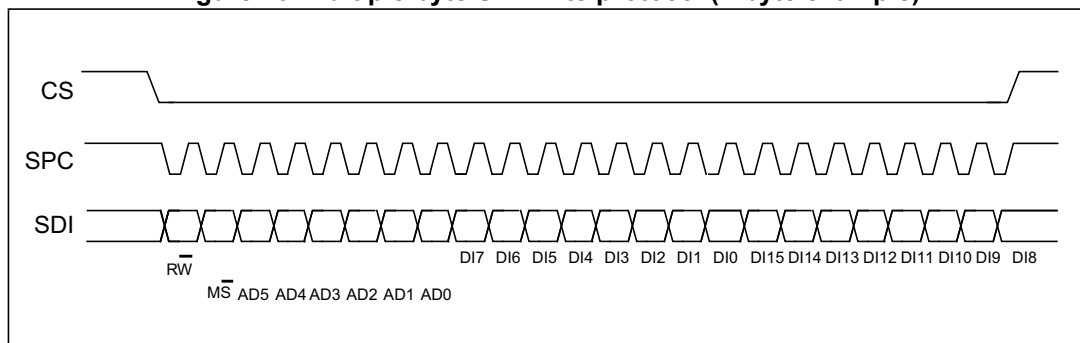 CS
SPC
SDI
DI7 DI6 DI5 DI4 DI3 DI2 DI1 DI0 DI15 DI14 DI13 DI12 DI11 DI10 DI9 DI8
RW̅
MS̅ AD5 AD4 AD3 AD2 AD1 AD0